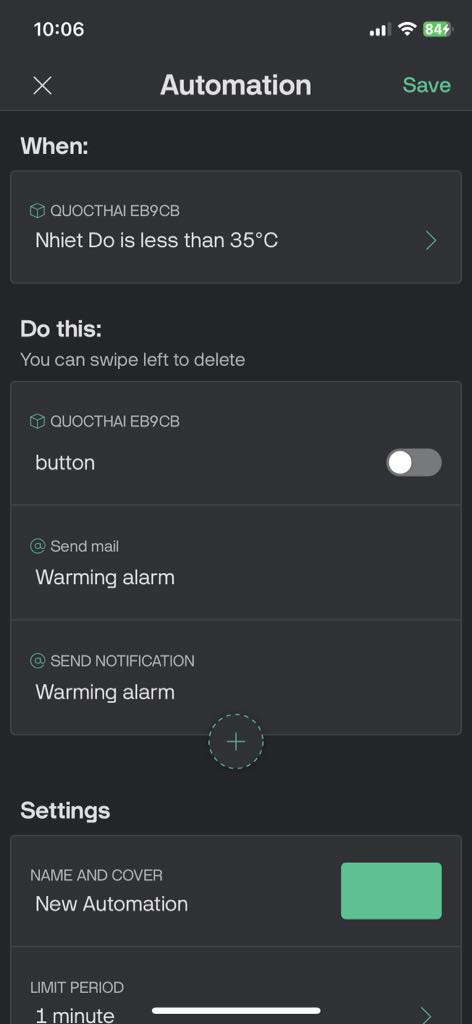 10:06
84
Automation
Save
When:
QUOCTHAI EB9CB
Nhiet Do is less than 35°C
Do this:
You can swipe left to delete
QUOCTHAI EB9CB
button
@ Send mail
Warming alarm
@ SEND NOTIFICATION
Warming alarm
Settings
NAME AND COVER
New Automation
LIMIT PERIOD
1 minute